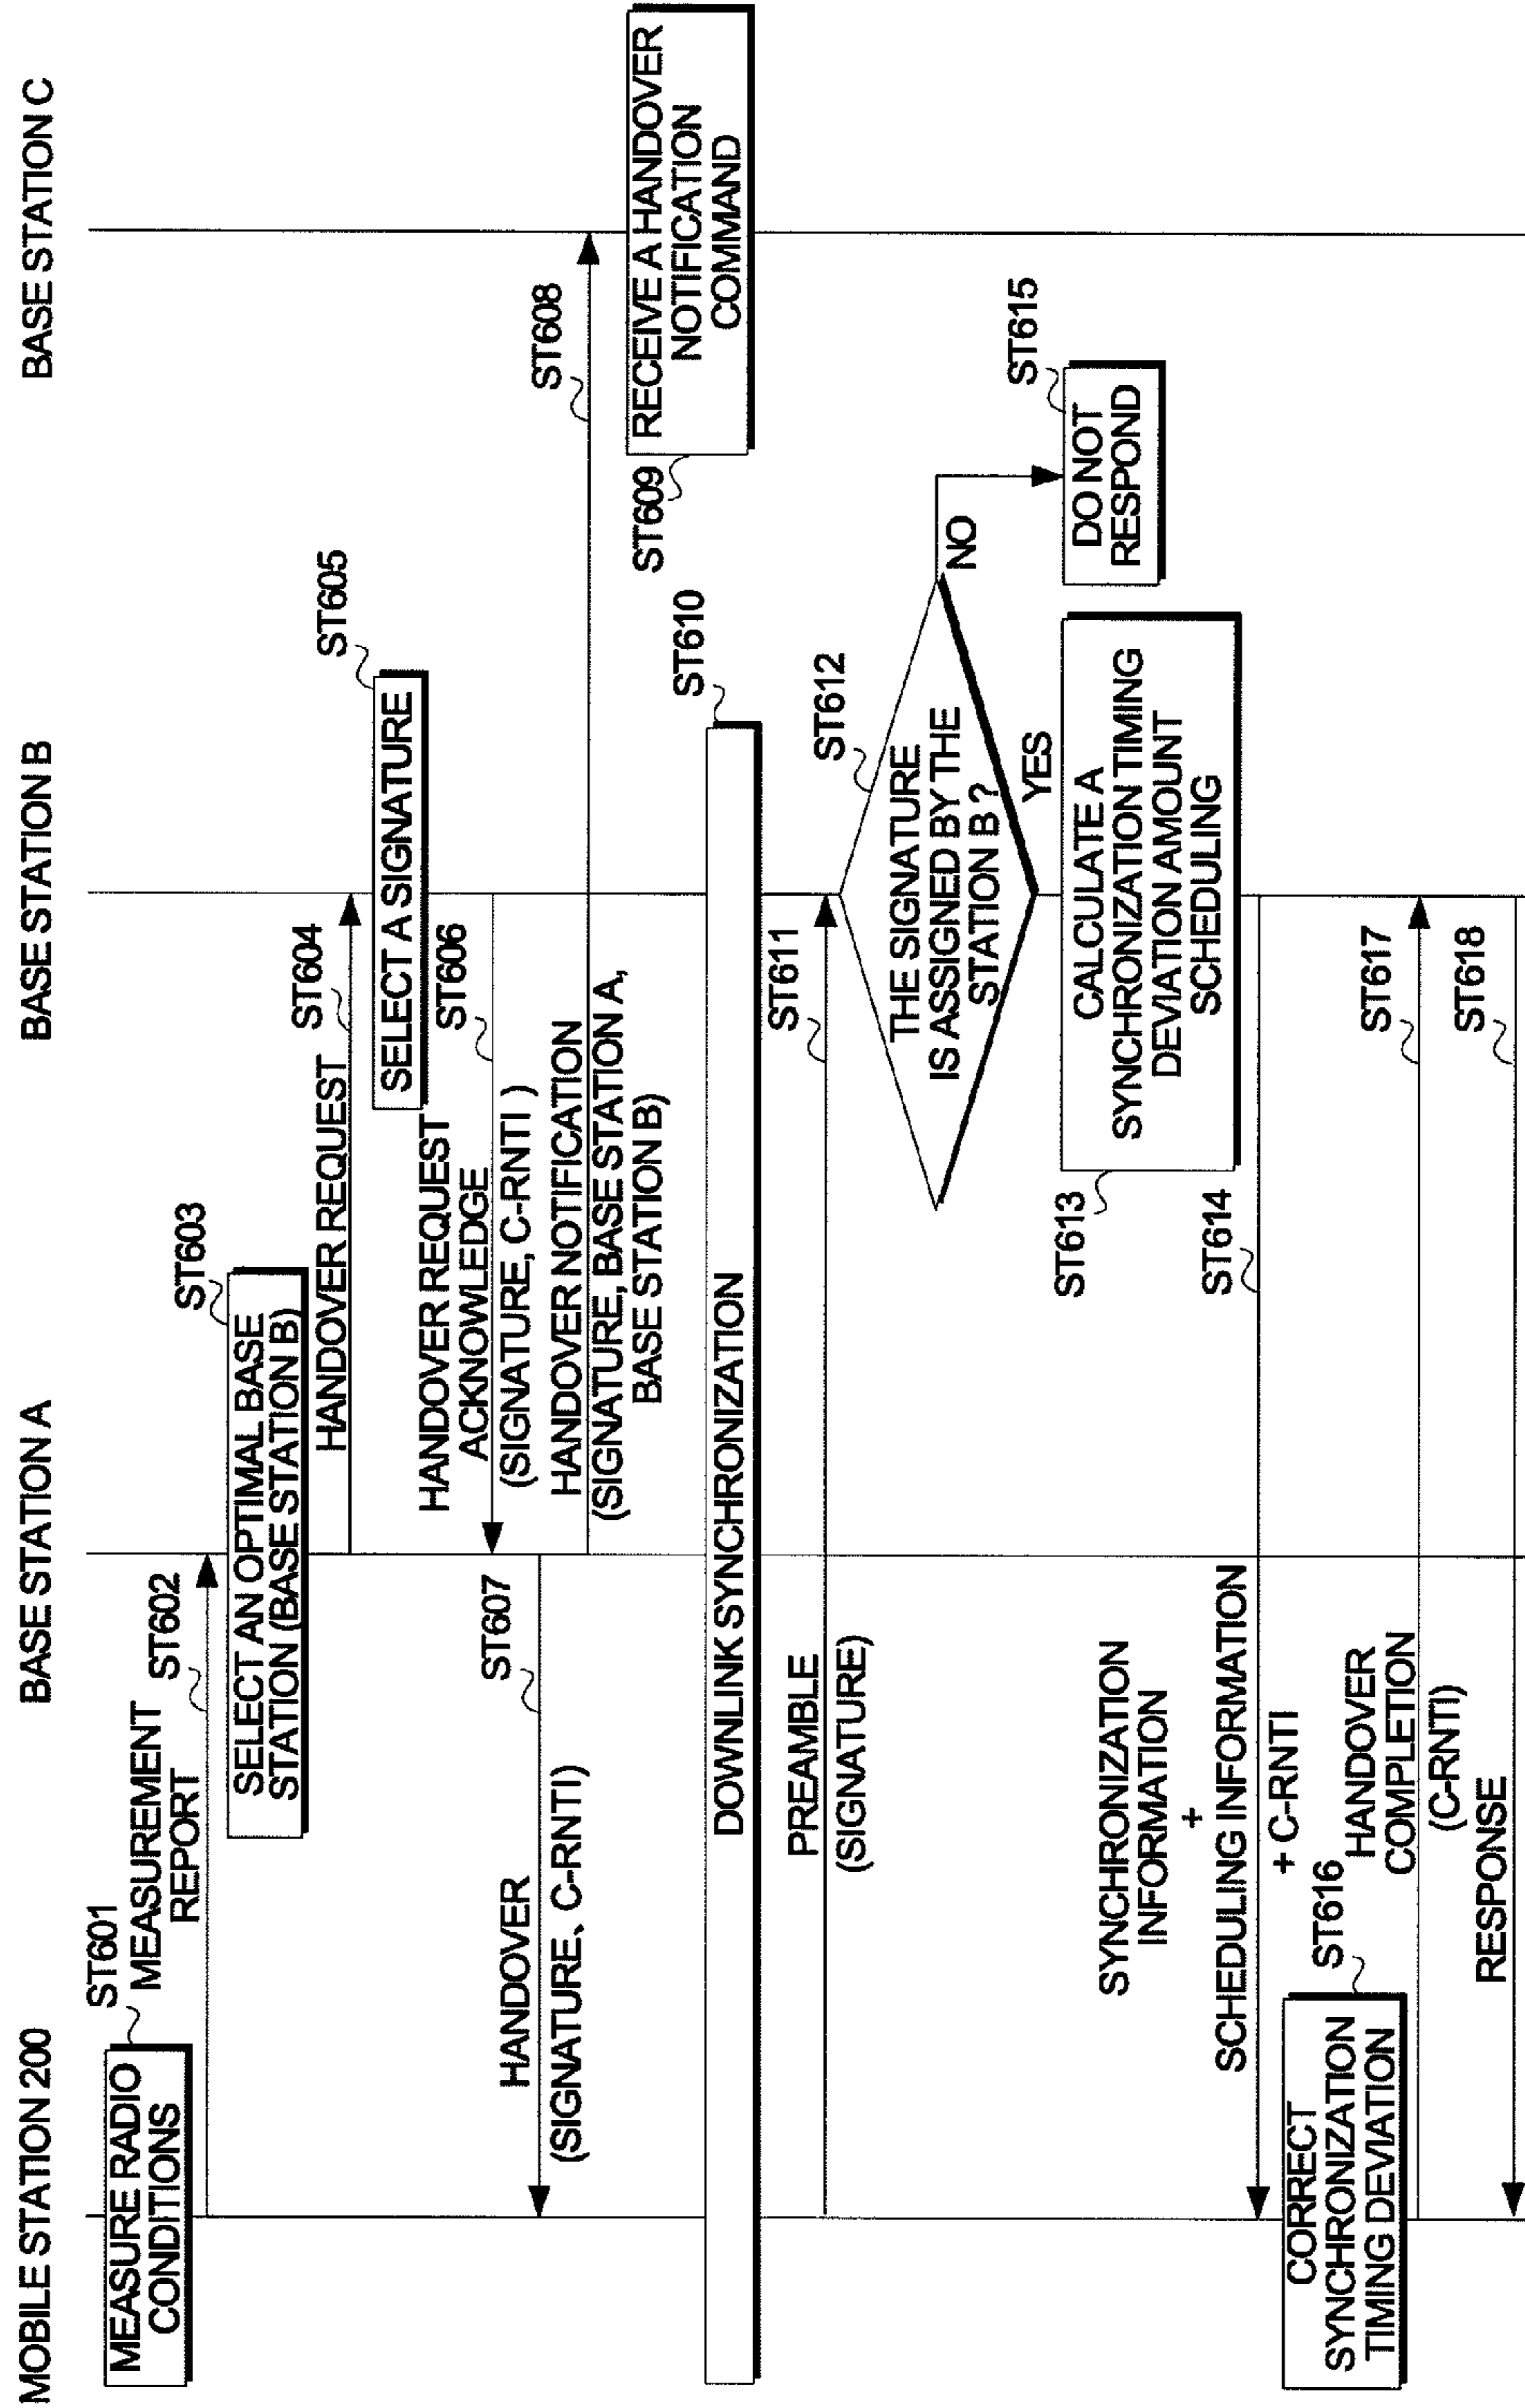 MOBILE STATION 200
BASE STATION A
BASE STATION B
BASE STATION C
ST601
MEASURE RADIO
CONDITIONS
MEASUREMENT
REPORT
ST602
ST603
SELECT AN OPTIMAL BASE
STATION (BASE STATION B)
HANDOVER REQUEST
ST604
ST605
SELECT A SIGNATURE
HANDOVER REQUEST
ACKNOWLEDGE
(SIGNATURE, C-RNTI )
ST606
HANDOVER
(SIGNATURE、C-RNTI)
ST607
HANDOVER NOTIFICATION
(SIGNATURE, BASE STATION A,
BASE STATION B)
ST608
ST609
RECEIVE A HANDOVER
NOTIFICATION
COMMAND
ST610
DOWNLINK SYNCHRONIZATION
PREAMBLE
(SIGNATURE)
ST611
ST612
THE SIGNATURE
IS ASSIGNED BY THE
STATION B ?
NO
YES
ST615
DO NOT
RESPOND
ST613
CALCULATE A
SYNCHRONIZATION TIMING
DEVIATION AMOUNT
SCHEDULING
SYNCHRONIZATION
INFORMATION
+
SCHEDULING INFORMATION
+ C-RNTI
ST614
ST616
CORRECT
SYNCHRONIZATION
TIMING DEVIATION
HANDOVER
COMPLETION
(C-RNTI)
ST617
RESPONSE
ST618